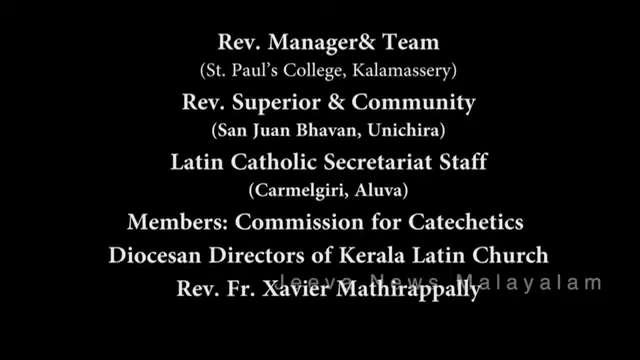 Rev. Manager& Team
(St. Paul's College, Kalamassery)
Rev. Superior & Community
(San Juan Bhavan, Unichira)
Latin Catholic Secretariat Staff
(Carmelgiri, Aluva)
Members: Commission for Catechetics
Diocesan Directors of Kerala Latin Church
Rev. Fr. Xavier Mathirappally
Jeeva News Malayalam